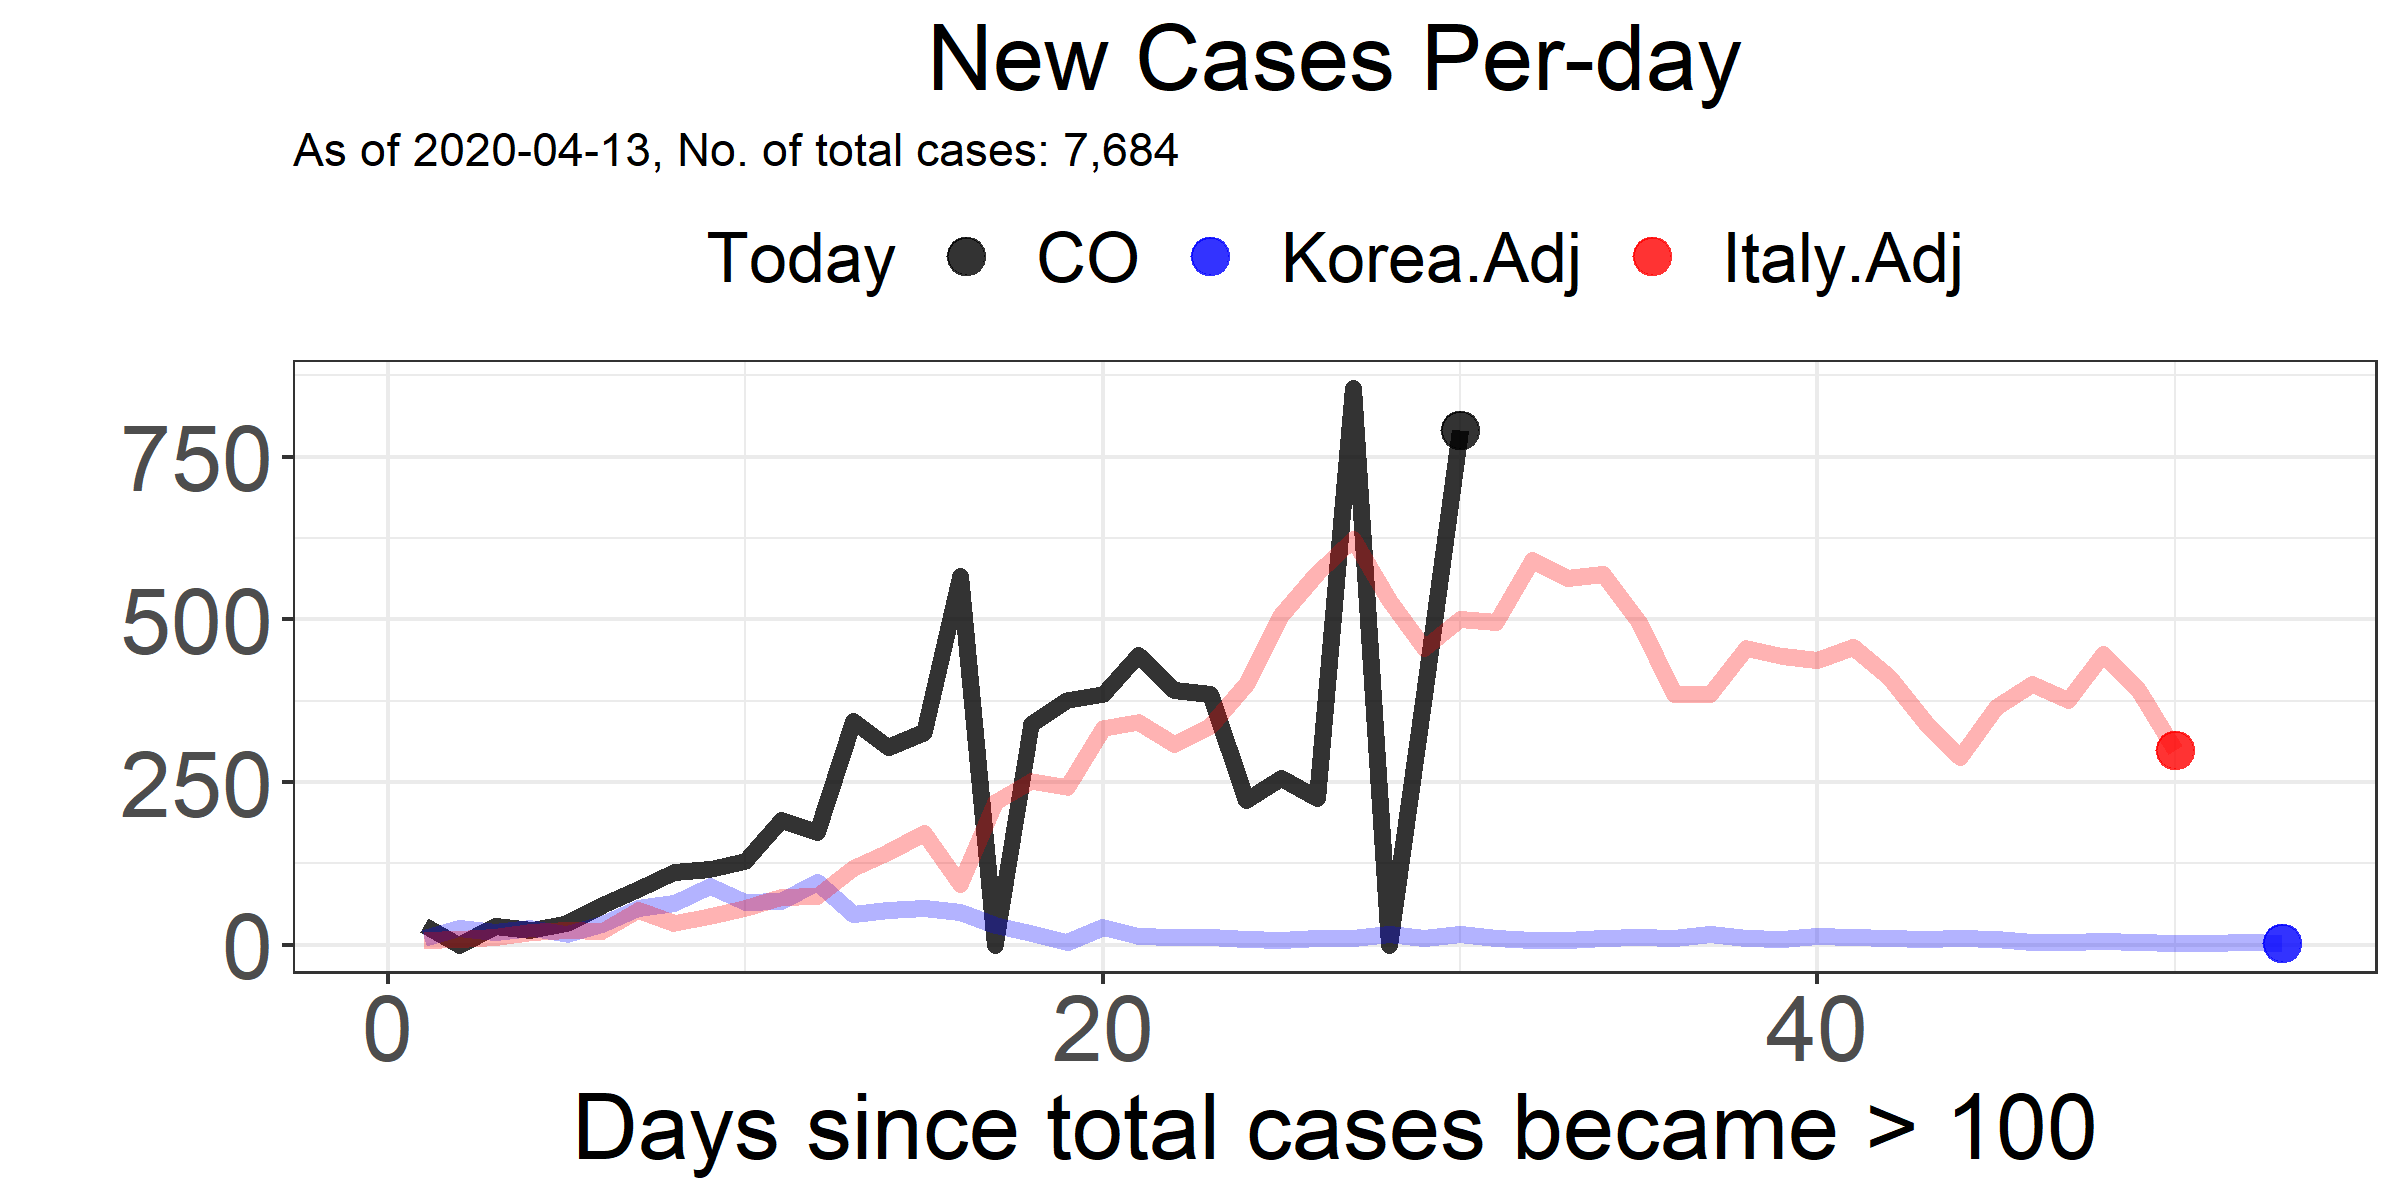 New Cases Per-day
As of 2020-04-13, No. of total cases: 7,684
Today CO Korea.Adj Italy.Adj
750
500
250
0
0 20 40
Days since total cases became > 100